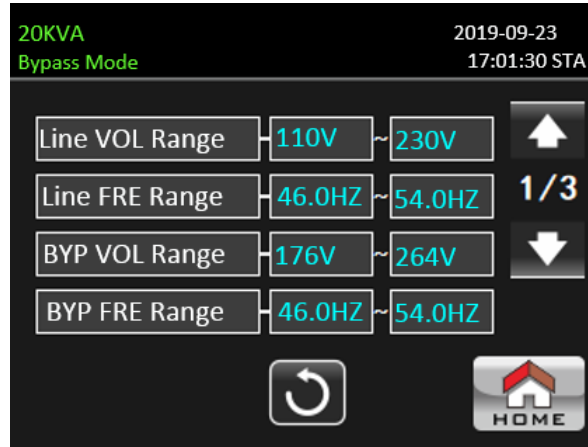 20KVA 2019-09-23
Bypass Mode 17:01:30 STA
Line VOL Range 110V ~ 230V
Line FRE Range 46.0HZ ~ 54.0HZ
1/3
BYP VOL Range 176V ~ 264V
BYP FRE Range 46.0HZ ~ 54.0HZ
HOME